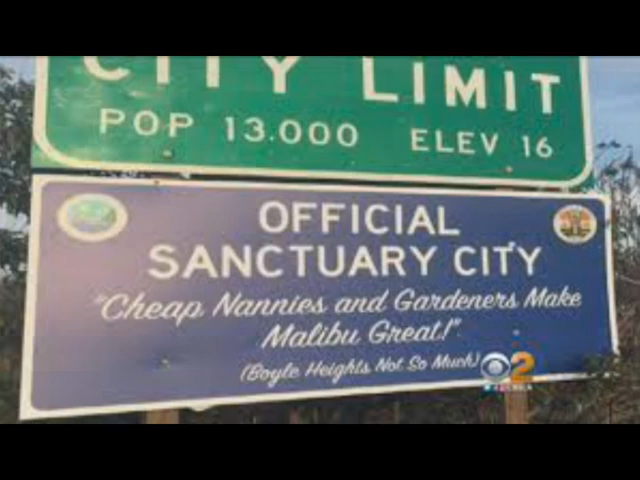 CITY LIMIT
POP 13.000 ELEV 16
OFFICIAL
SANCTUARY CITY
"Cheap Nannies and Gardeners Make
Malibu Great!"
(Boyle Heights Not So Much)
2